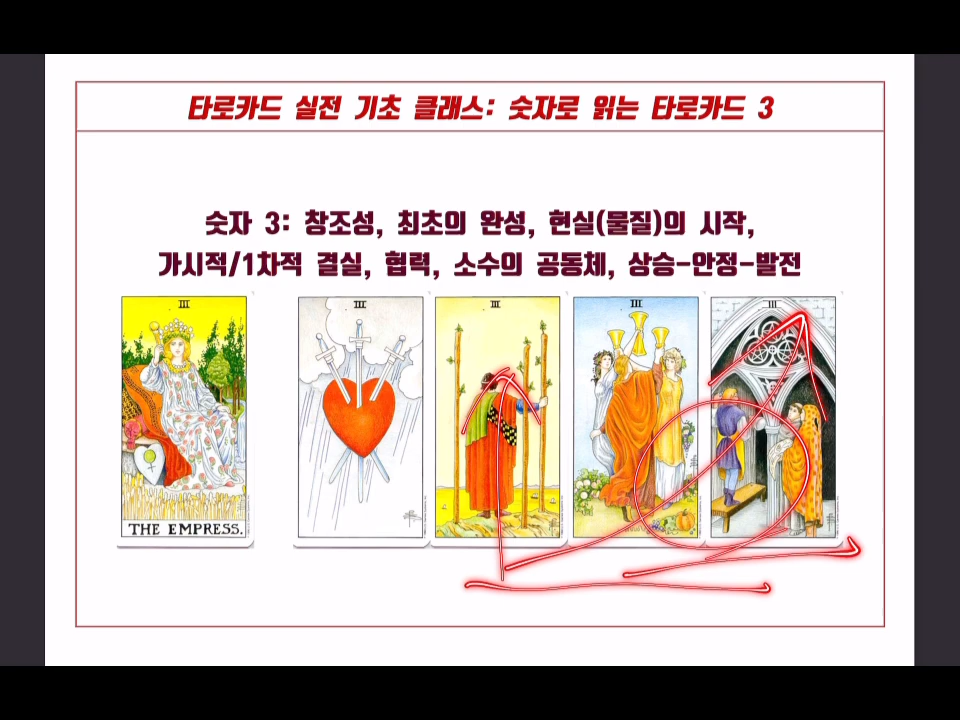 타로카드 실전 기초 클래스: 숫자로 읽는 타로카드 3
숫자 3: 창조성, 최초의 완성, 현실(물질)의 시작,
가시적/1차적 결실, 협력, 소수의 공동체, 상승-안정-발전
III
III
III
III
III
THE EMPRESS.